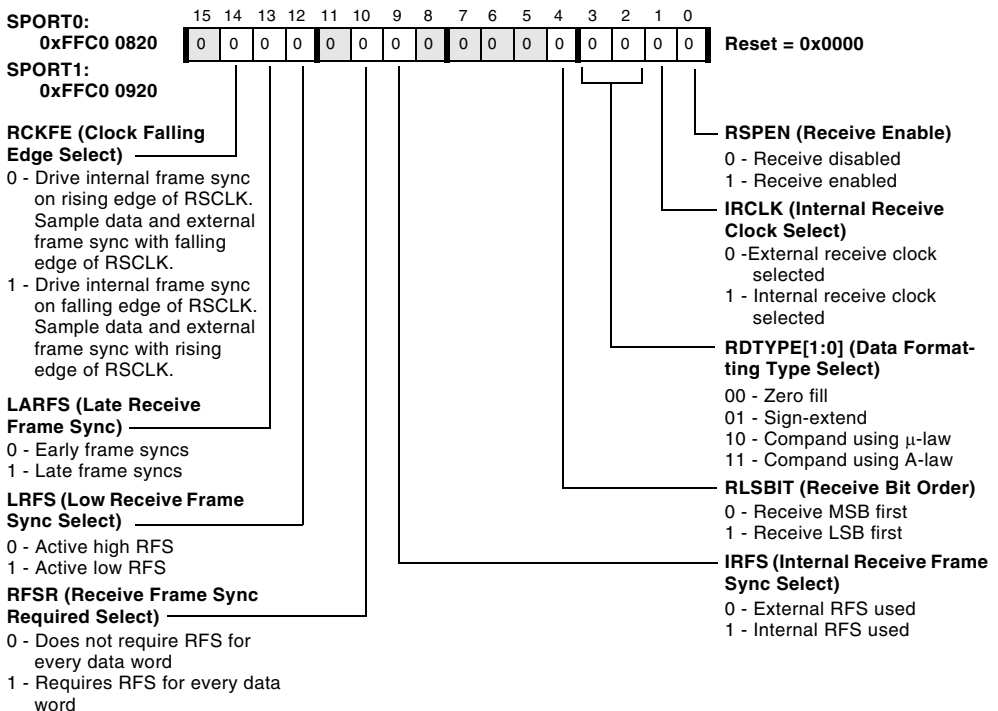 SPORT0:
0xFFC0 0820
SPORT1:
0xFFC0 0920
15 14 13 12 11 10 9 8 7 6 5 4 3 2 1 0
0 0 0 0 0 0 0 0 0 0 0 0 0 0 0 0
Reset = 0x0000
RCKFE (Clock Falling
Edge Select)
0 - Drive internal frame sync
on rising edge of RSCLK.
Sample data and external
frame sync with falling
edge of RSCLK.
1 - Drive internal frame sync
on falling edge of RSCLK.
Sample data and external
frame sync with rising
edge of RSCLK.
LARFS (Late Receive
Frame Sync)
0 - Early frame syncs
1 - Late frame syncs
LRFS (Low Receive Frame
Sync Select)
0 - Active high RFS
1 - Active low RFS
RFSR (Receive Frame Sync
Required Select)
0 - Does not require RFS for
every data word
1 - Requires RFS for every data
word
RSPEN (Receive Enable)
0 - Receive disabled
1 - Receive enabled
IRCLK (Internal Receive
Clock Select)
0 -External receive clock
selected
1 - Internal receive clock
selected
RDTYPE[1:0] (Data Format-
ting Type Select)
00 - Zero fill
01 - Sign-extend
10 - Compand using μ-law
11 - Compand using A-law
RLSBIT (Receive Bit Order)
0 - Receive MSB first
1 - Receive LSB first
IRFS (Internal Receive Frame
Sync Select)
0 - External RFS used
1 - Internal RFS used